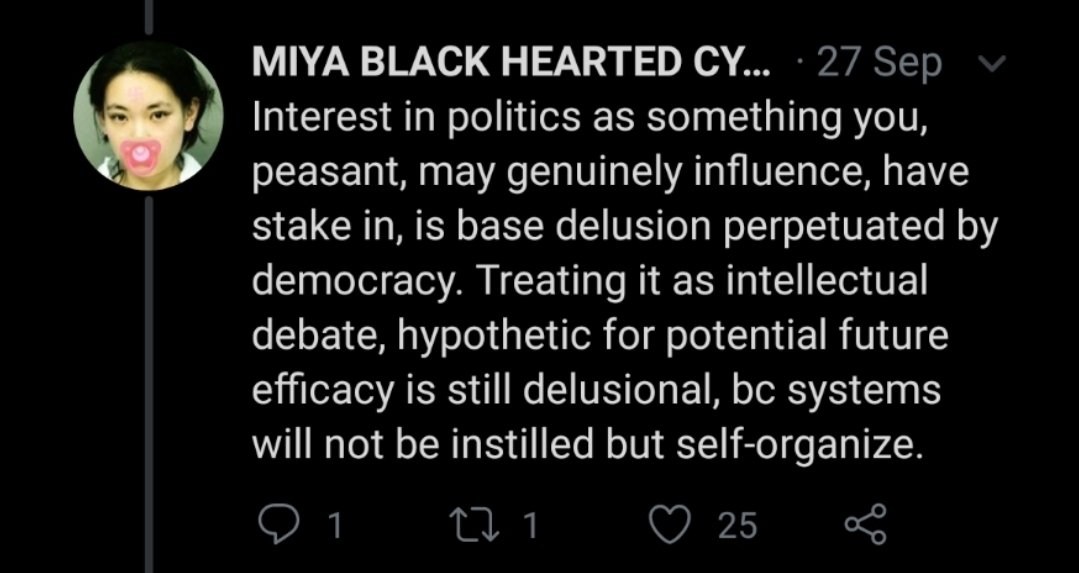 MIYA BLACK HEARTED CY... · 27 Sep
Interest in politics as something you,
peasant, may genuinely influence, have
stake in, is base delusion perpetuated by
democracy. Treating it as intellectual
debate, hypothetic for potential future
efficacy is still delusional, bc systems
will not be instilled but self-organize.
1 1 25